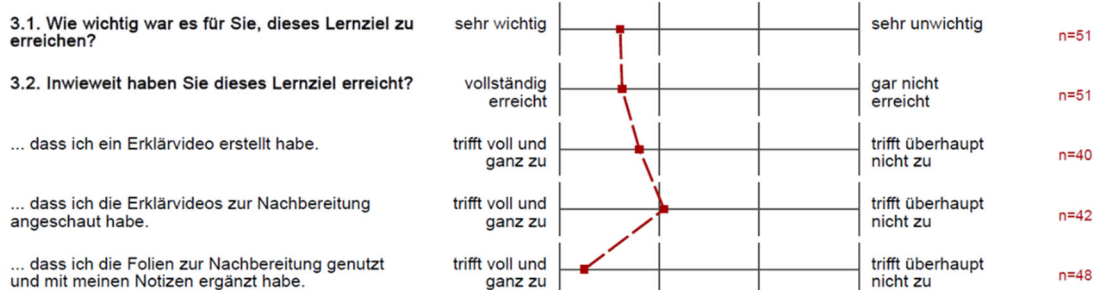 3.1. Wie wichtig war es für Sie, dieses Lernziel zu
erreichen?
sehr wichtig
sehr unwichtig
n=51
3.2. Inwieweit haben Sie dieses Lernziel erreicht?
vollständig
erreicht
gar nicht
erreicht
n=51
... dass ich ein Erklärvideo erstellt habe.
trifft voll und
ganz zu
trifft überhaupt
nicht zu
n=40
... dass ich die Erklärvideos zur Nachbereitung
angeschaut habe.
trifft voll und
ganz zu
trifft überhaupt
nicht zu
n=42
... dass ich die Folien zur Nachbereitung genutzt
und mit meinen Notizen ergänzt habe.
trifft voll und
ganz zu
trifft überhaupt
nicht zu
n=48